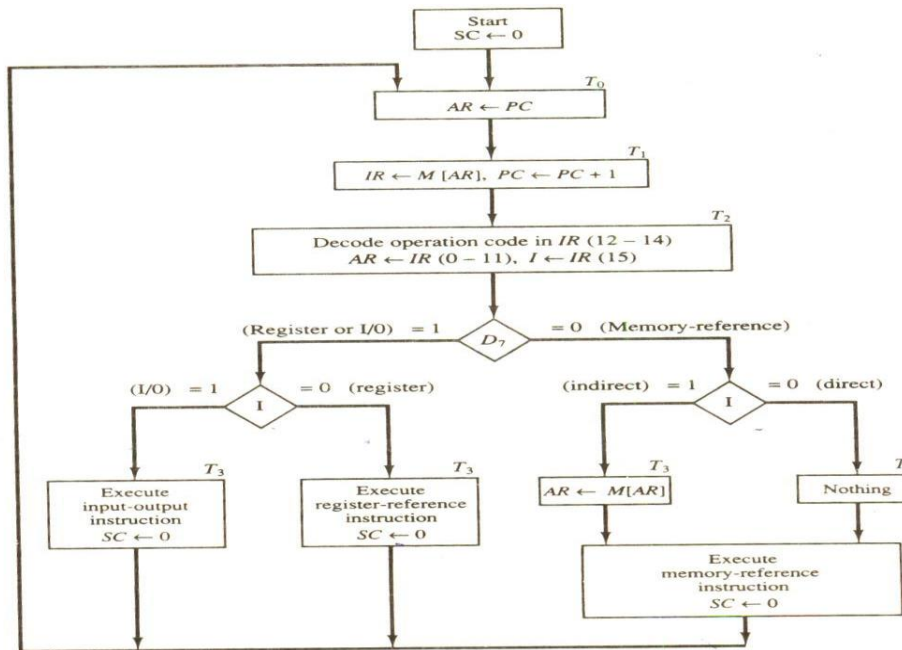 Start
SC ← 0
T₀
AR ← PC
T₁
IR ← M [AR], PC ← PC + 1
T₂
Decode operation code in IR (12 – 14)
AR ← IR (0 – 11), I ← IR (15)
(Register or I/0) = 1
D₇
= 0 (Memory-reference)
(I/0) = 1
I
= 0 (register)
(indirect) = 1
I
= 0 (direct)
T₃
T₃
T₃
T
Execute
input-output
instruction
SC ← 0
Execute
register-reference
instruction
SC ← 0
AR ← M[AR]
Nothing
Execute
memory-reference
instruction
SC ← 0